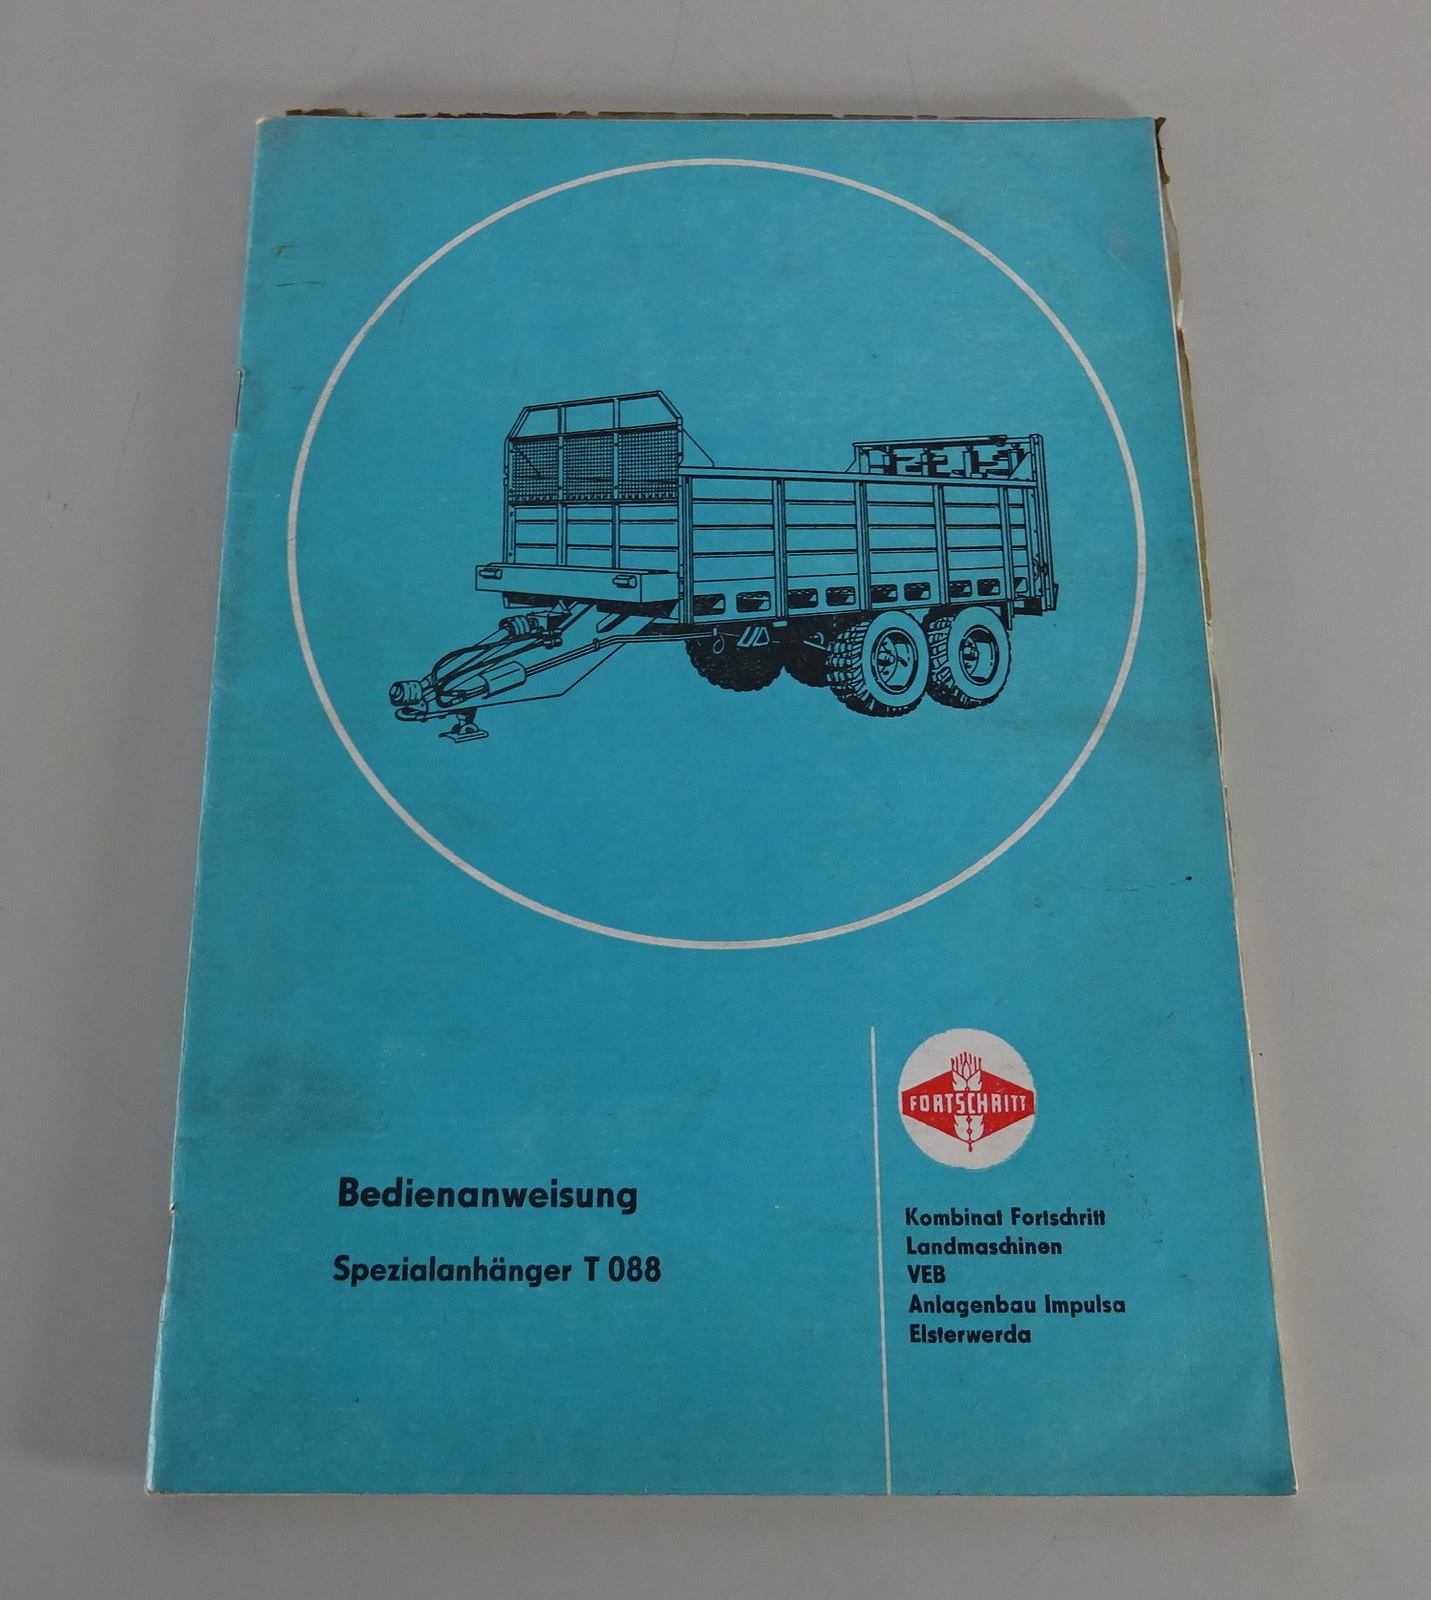 FORTSCHRITT
Bedienanweisung
Spezialanhänger T 088
Kombinat Fortschritt
Landmaschinen
VEB
Anlagenbau Impulsa
Elsterwerda